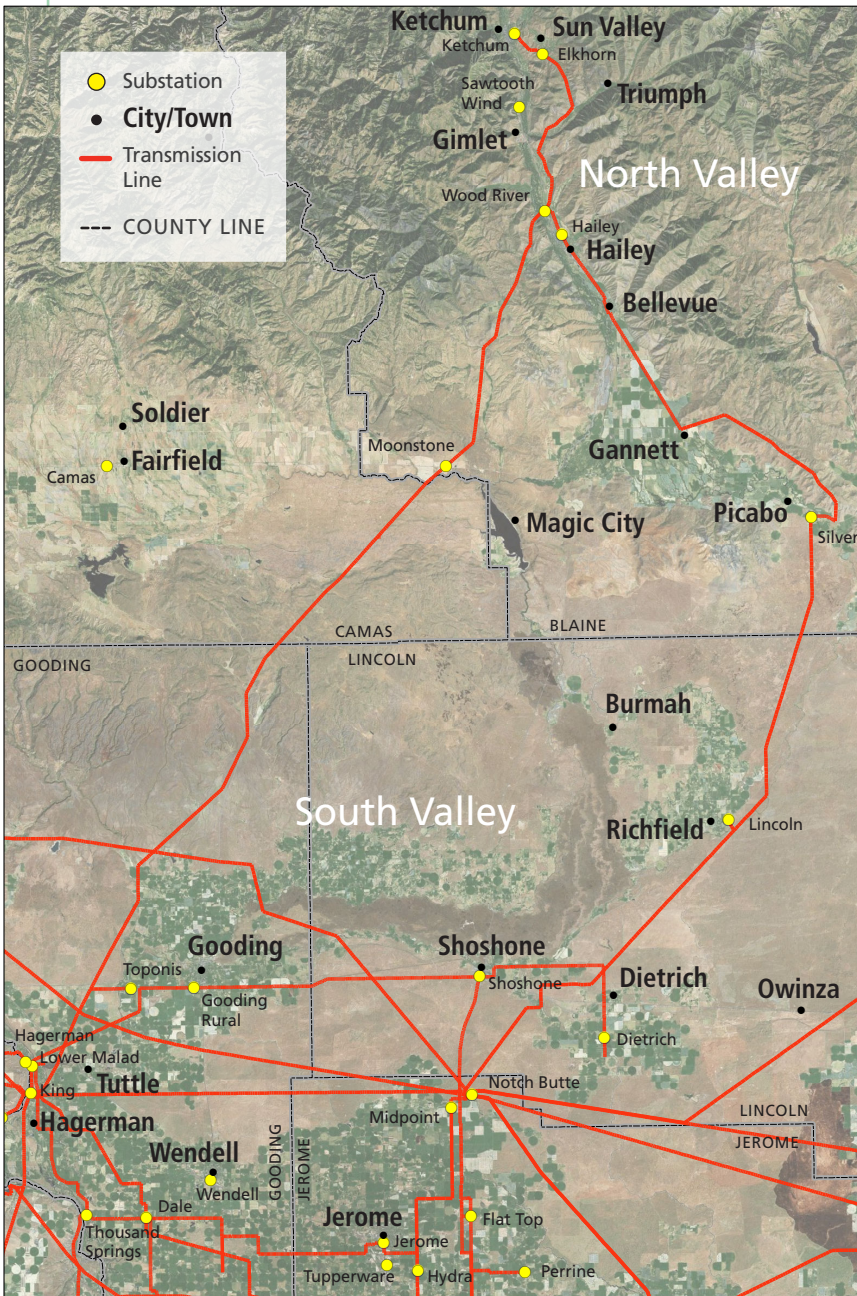 Ketchum
Sun Valley
Ketchum
Elkhorn
Substation
City/Town
Transmission
Line
COUNTY LINE
Sawtooth
Wind
Triumph
Gimlet
North Valley
Wood River
Hailey
Hailey
Bellevue
Soldier
Fairfield
Camas
Moonstone
Gannett
Magic City
Picabo
Silver
CAMAS
BLAINE
GOODING
LINCOLN
Burmah
South Valley
Richfield
Lincoln
Gooding
Shoshone
Toponis
Gooding
Rural
Shoshone
Dietrich
Owinza
Hagerman
Lower Malad
Dietrich
Tuttle
King
Notch Butte
Hagerman
Midpoint
LINCOLN
JEROME
GOODING
JEROME
Wendell
Wendell
Dale
Thousand
Springs
Jerome
Jerome
Flat Top
Tupperware
Hydra
Perrine